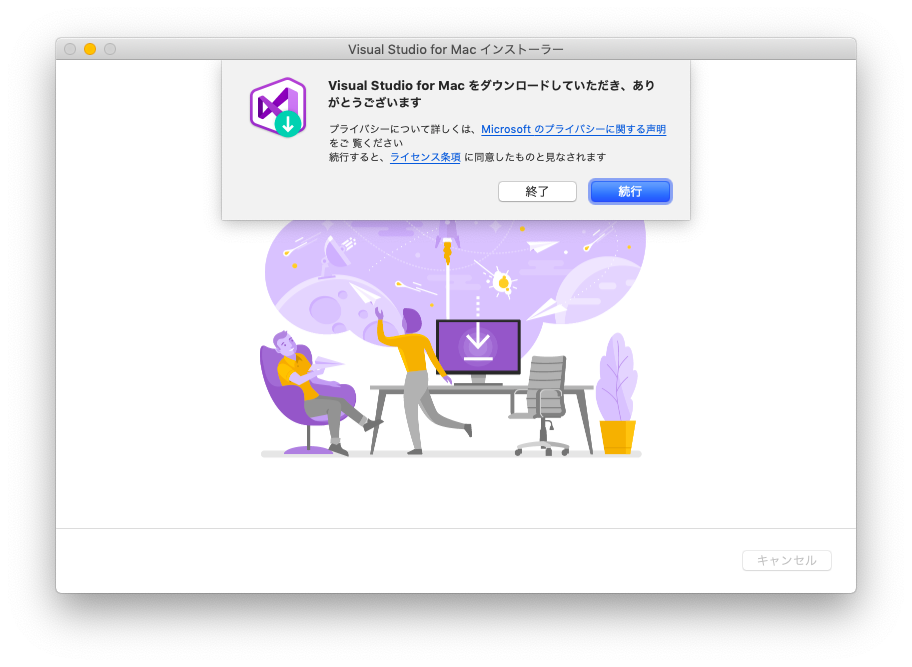 Visual Studio for Mac インストーラー
Visual Studio for Mac をダウンロードしていただき、あり
がとうございます
プライバシーについて詳しくは、Microsoft のプライバシーに関する声明
をご 覧ください
続行すると、ライセンス条項 に同意したものと見なされます
終了
続行
キャンセル